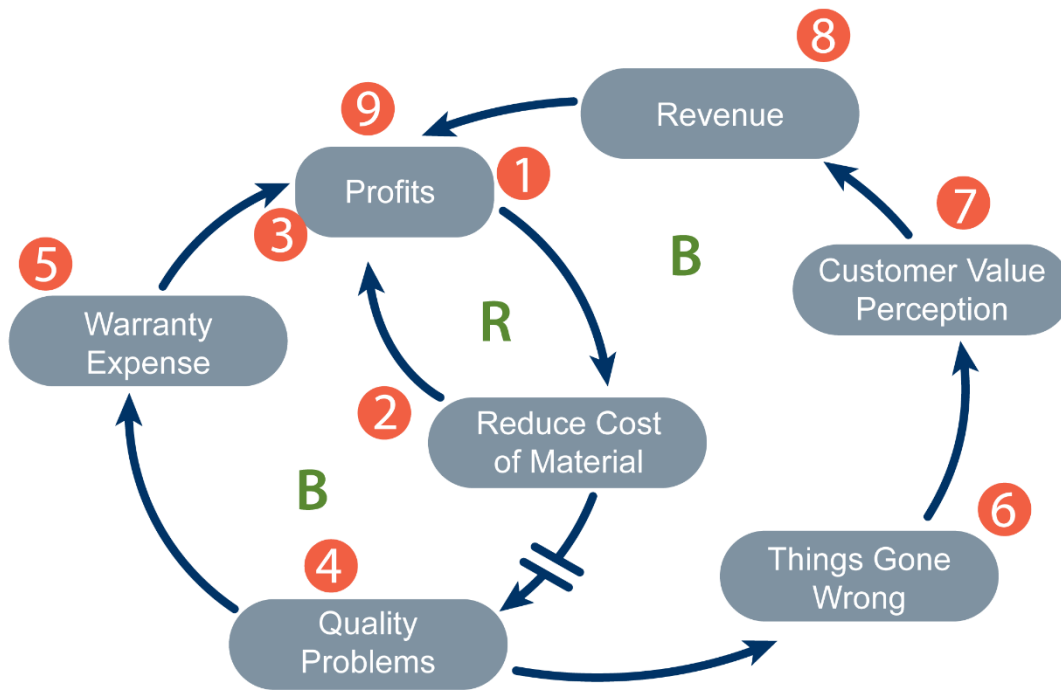 8
Revenue
9
1
Profits
3
7
Customer Value
Perception
B
5
Warranty
Expense
R
2
Reduce Cost
of Material
B
6
Things Gone
Wrong
4
Quality
Problems